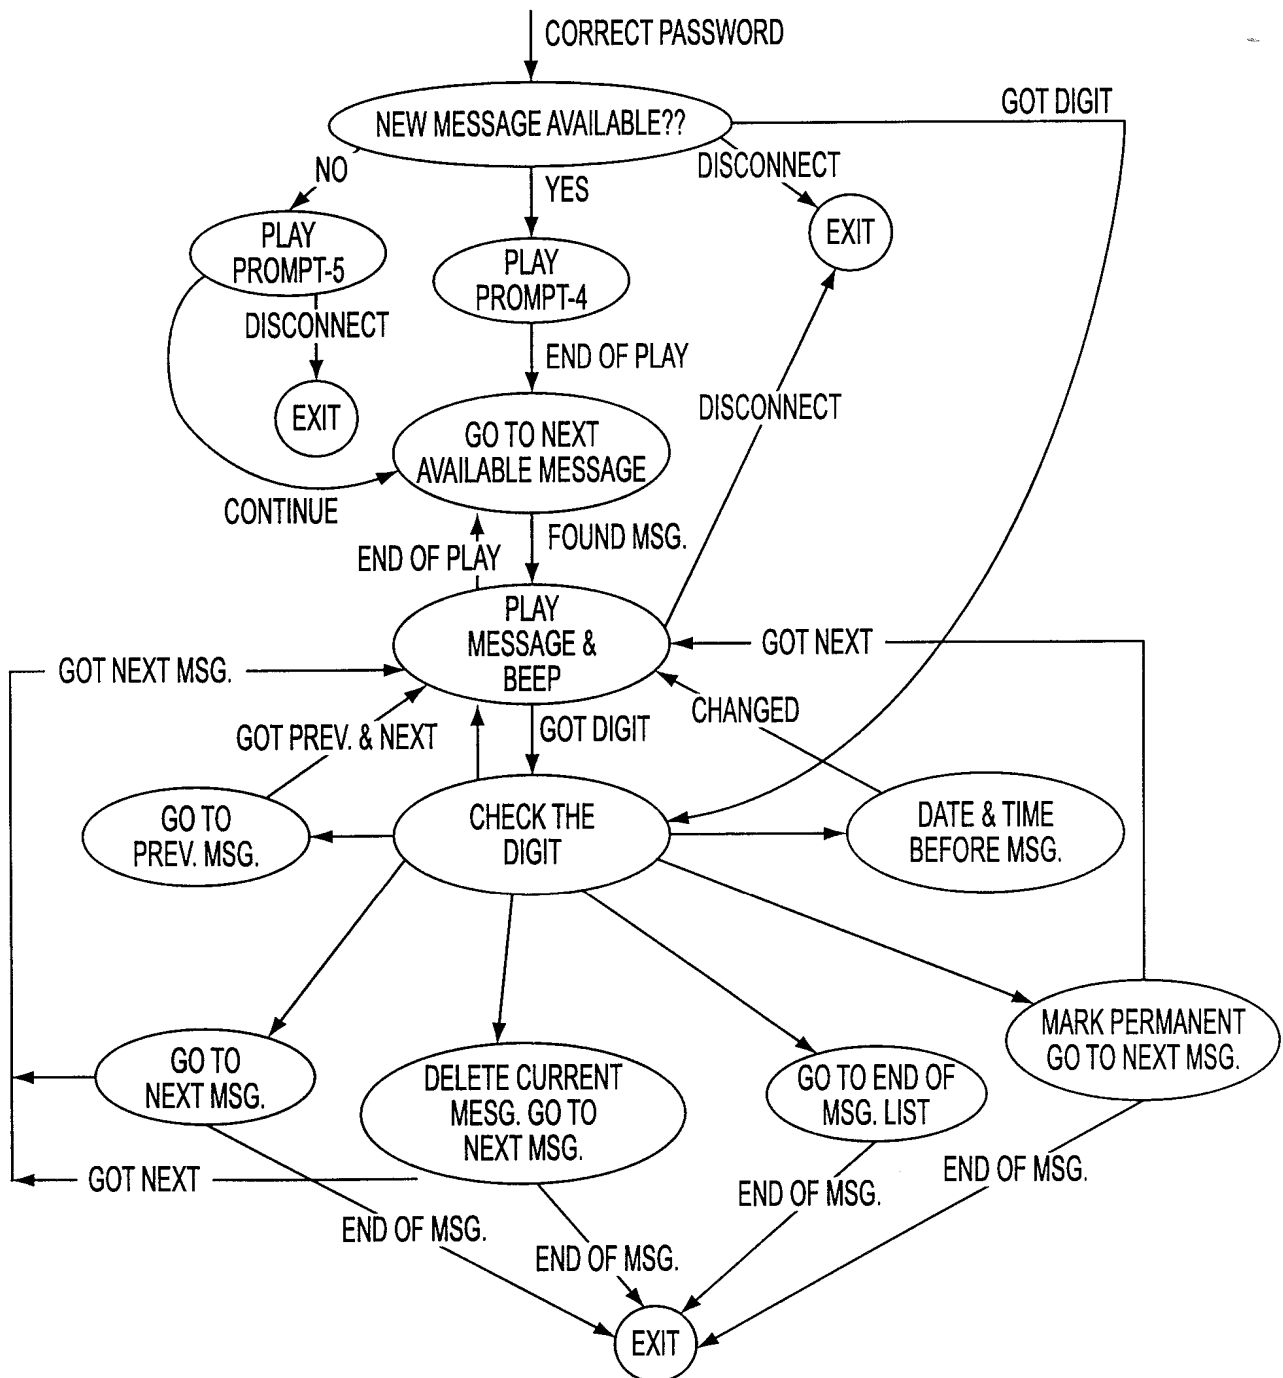 CORRECT PASSWORD
GOT DIGIT
NEW MESSAGE AVAILABLE??
DISCONNECT
NO
YES
EXIT
PLAY
PROMPT-5
PLAY
PROMPT-4
DISCONNECT
END OF PLAY
EXIT
DISCONNECT
GO TO NEXT
AVAILABLE MESSAGE
CONTINUE
FOUND MSG.
END OF PLAY
PLAY
MESSAGE &
BEEP
GOT NEXT
GOT NEXT MSG.
CHANGED
GOT PREV. & NEXT
GOT DIGIT
GO TO
PREV. MSG.
CHECK THE
DIGIT
DATE & TIME
BEFORE MSG.
MARK PERMANENT
GO TO NEXT MSG.
GO TO
NEXT MSG.
DELETE CURRENT
MESG. GO TO
NEXT MSG.
GO TO END OF
MSG. LIST
GOT NEXT
END OF MSG.
END OF MSG.
END OF MSG.
END OF MSG.
EXIT